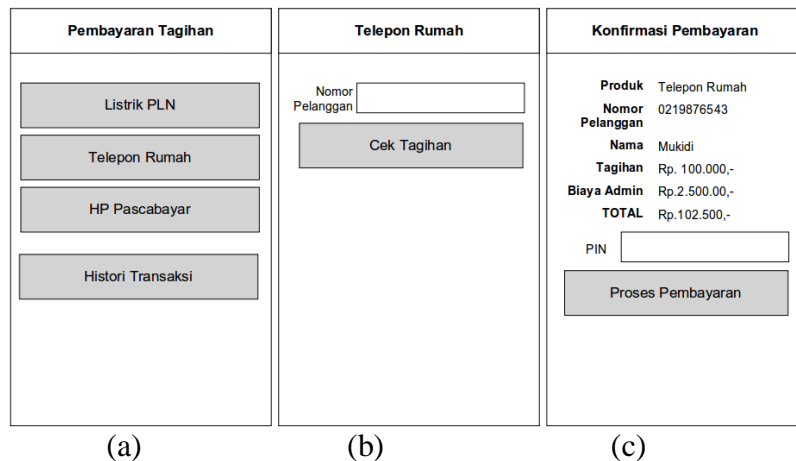 Pembayaran Tagihan
Listrik PLN
Telepon Rumah
HP Pascabayar
Histori Transaksi
(a)
Telepon Rumah
Nomor
Pelanggan
Cek Tagihan
(b)
Konfirmasi Pembayaran
Produk Telepon Rumah
Nomor 0219876543
Pelanggan
Nama Mukidi
Tagihan Rp. 100.000,-
Biaya Admin Rp.2.500.00,-
TOTAL Rp.102.500,-
PIN
Proses Pembayaran
(c)